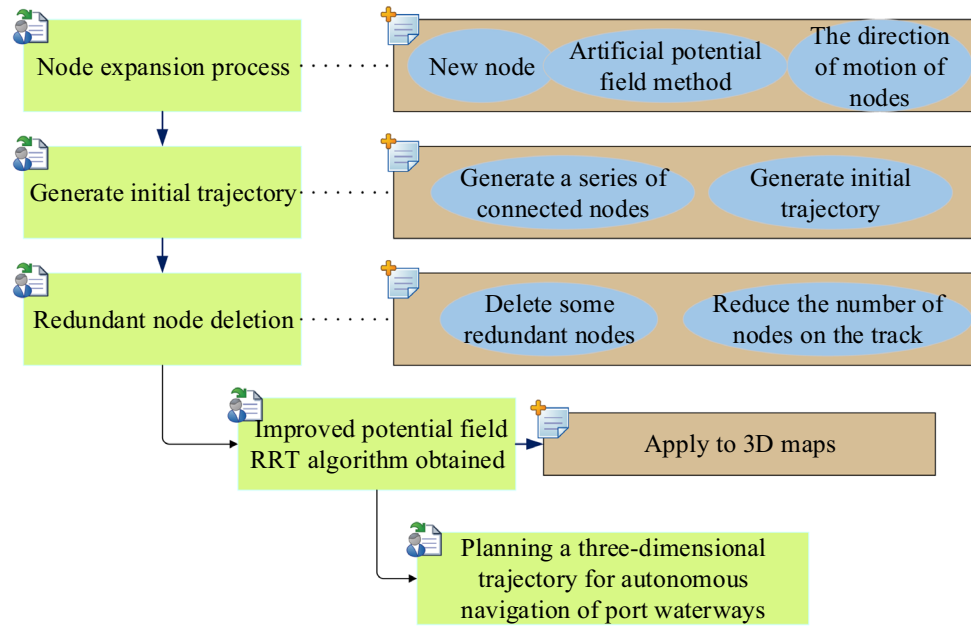 Node expansion process
New node
Artificial potential
field method
The direction
of motion of
nodes
Generate initial trajectory
Generate a series of
connected nodes
Generate initial
trajectory
Redundant node deletion
Delete some
redundant nodes
Reduce the number of
nodes on the track
Improved potential field
RRT algorithm obtained
Apply to 3D maps
Planning a three-dimensional
trajectory for autonomous
navigation of port waterways